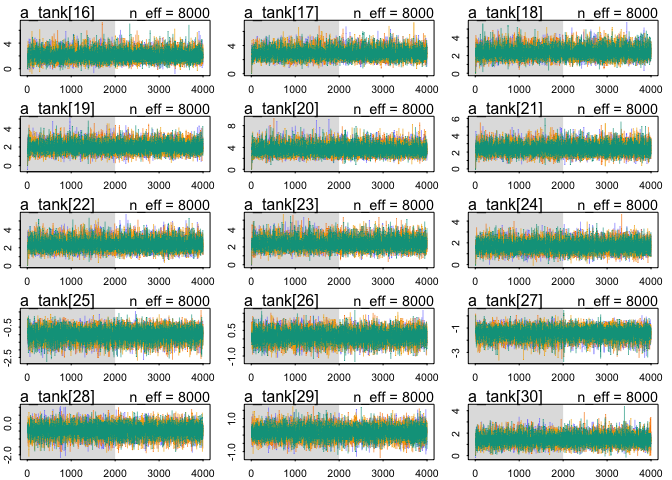 a_tank[16] n_eff = 8000
a_tank[17] n_eff = 8000
a_tank[18] n_eff = 8000
0 4
0 4
0 2 4
0 1000 2000 3000 4000
0 1000 2000 3000 4000
0 1000 2000 3000 4000
a_tank[19] n_eff = 8000
a_tank[20] n_eff = 8000
a_tank[21] n_eff = 8000
0 2 4
0 4 8
0 2 4 6
0 1000 2000 3000 4000
0 1000 2000 3000 4000
0 1000 2000 3000 4000
a_tank[22] n_eff = 8000
a_tank[23] n_eff = 8000
a_tank[24] n_eff = 8000
0 2 4
0 2 4
0 2 4
0 1000 2000 3000 4000
0 1000 2000 3000 4000
0 1000 2000 3000 4000
a_tank[25] n_eff = 8000
a_tank[26] n_eff = 8000
a_tank[27] n_eff = 8000
-2.5 -0.5
-1.0 0.5
-3 -1
0 1000 2000 3000 4000
0 1000 2000 3000 4000
0 1000 2000 3000 4000
a_tank[28] n_eff = 8000
a_tank[29] n_eff = 8000
a_tank[30] n_eff = 8000
-2.0 0.0
-1.0 1.0
0 2 4
0 1000 2000 3000 4000
0 1000 2000 3000 4000
0 1000 2000 3000 4000